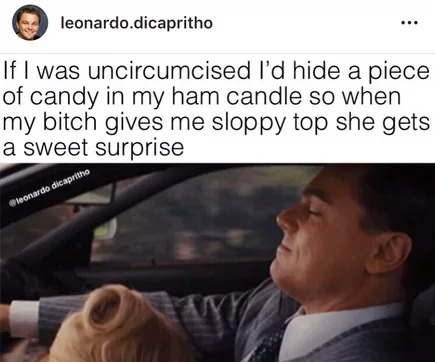 leonardo.dicapritho
If I was uncircumcised I'd hide a piece
of candy in my ham candle so when
my bitch gives me sloppy top she gets
a sweet surprise
@leonardo dicapritho